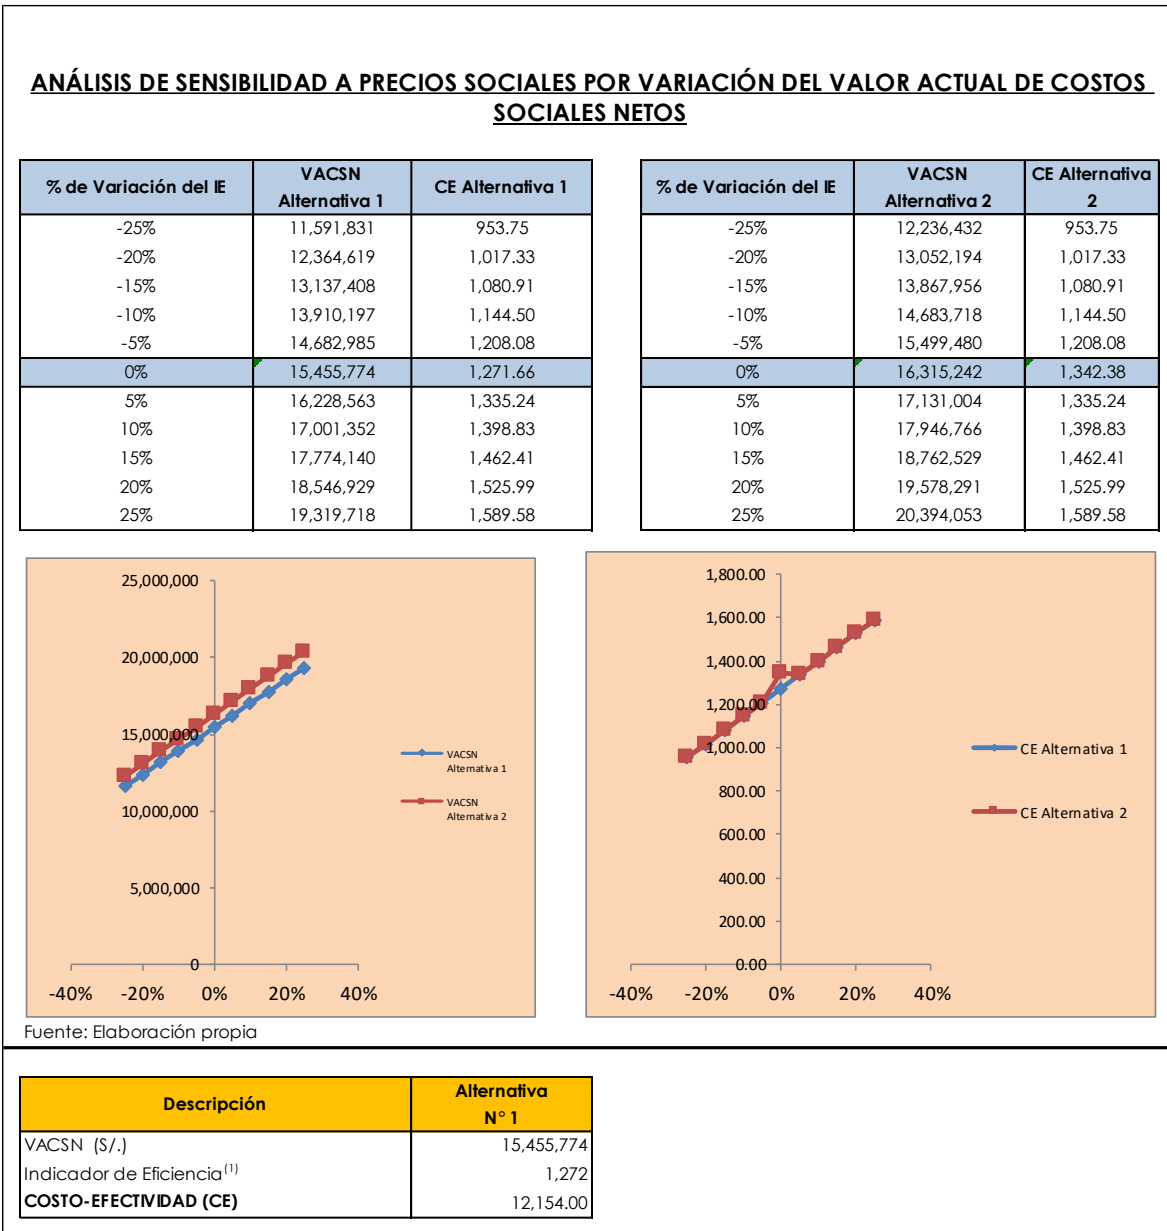 ANÁLISIS DE SENSIBILIDAD A PRECIOS SOCIALES POR VARIACIÓN DEL VALOR ACTUAL DE COSTOS
SOCIALES NETOS
% de Variación del IE VACSN Alternativa 1 CE Alternativa 1
-25% 11,591,831 953.75
-20% 12,364,619 1,017.33
-15% 13,137,408 1,080.91
-10% 13,910,197 1,144.50
-5% 14,682,985 1,208.08
0% 15,455,774 1,271.66
5% 16,228,563 1,335.24
10% 17,001,352 1,398.83
15% 17,774,140 1,462.41
20% 18,546,929 1,525.99
25% 19,319,718 1,589.58
% de Variación del IE VACSN Alternativa 2 CE Alternativa 2
-25% 12,236,432 953.75
-20% 13,052,194 1,017.33
-15% 13,867,956 1,080.91
-10% 14,683,718 1,144.50
-5% 15,499,480 1,208.08
0% 16,315,242 1,342.38
5% 17,131,004 1,335.24
10% 17,946,766 1,398.83
15% 18,762,529 1,462.41
20% 19,578,291 1,525.99
25% 20,394,053 1,589.58
25,000,000
20,000,000
15,000,000
10,000,000
5,000,000
0
-40% -20% 0% 20% 40%
VACSN
Alternativa 1
VACSN
Alternativa 2
1,800.00
1,600.00
1,400.00
1,200.00
1,000.00
800.00
600.00
400.00
200.00
0.00
-40% -20% 0% 20% 40%
CE Alternativa 1
CE Alternativa 2
Fuente: Elaboración propia
Descripción Alternativa N° 1
VACSN (S/.) 15,455,774
Indicador de Eficiencia(1) 1,272
COSTO-EFECTIVIDAD (CE) 12,154.00